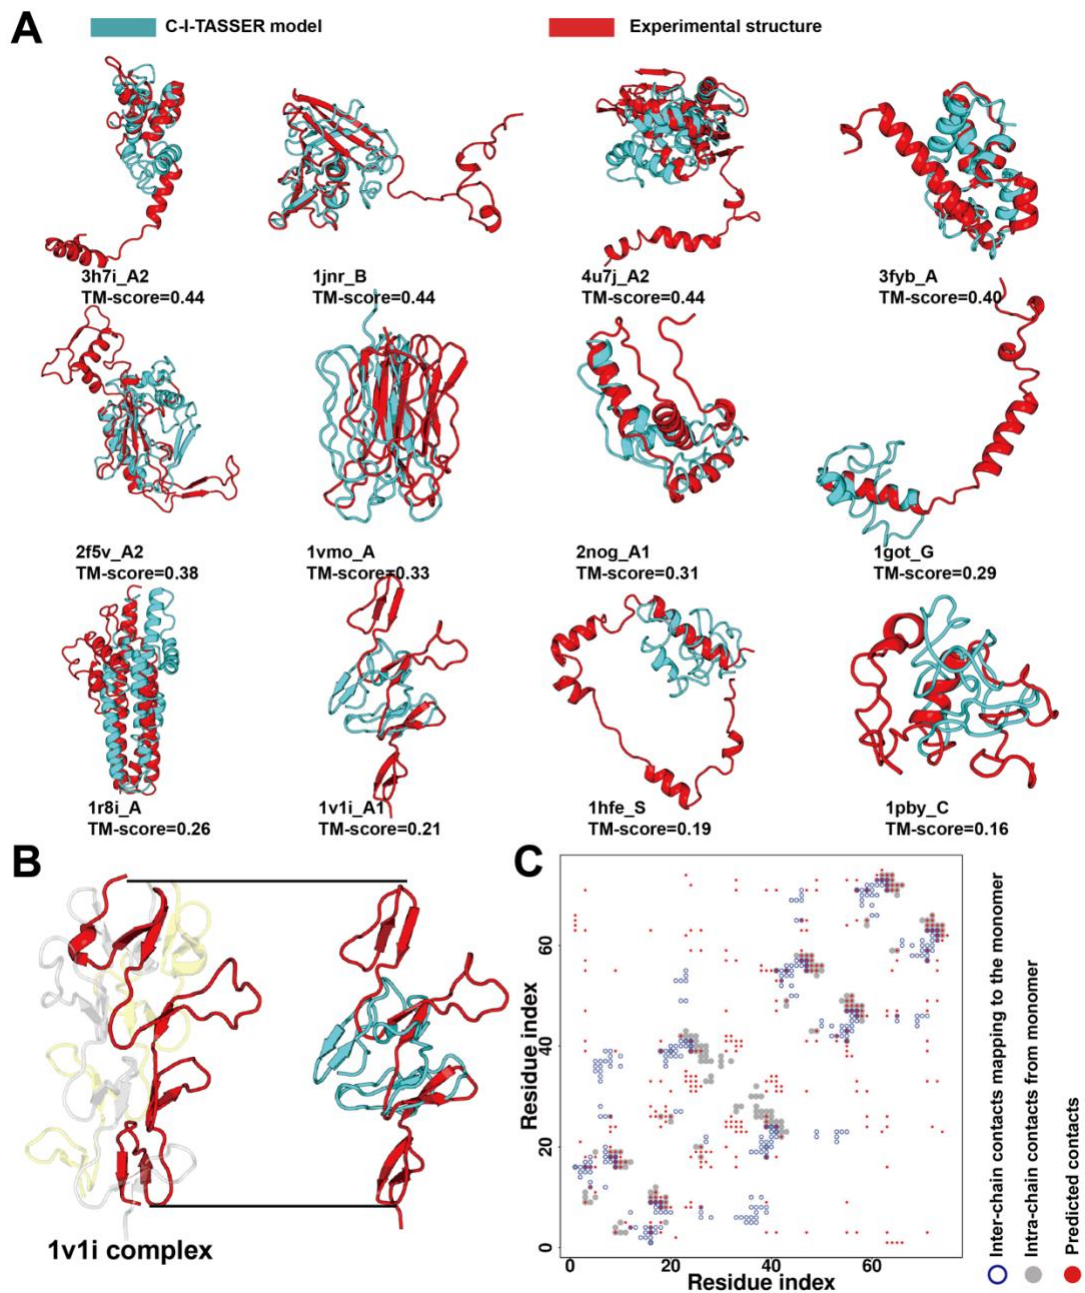 A
C-I-TASSER model
Experimental structure
3h7i_A2
TM-score=0.44
1jnr_B
TM-score=0.44
4u7j_A2
TM-score=0.44
3fyb_A
TM-score=0.40
2f5v_A2
TM-score=0.38
1vmo_A
TM-score=0.33
2nog_A1
TM-score=0.31
1got_G
TM-score=0.29
1r8i_A
TM-score=0.26
1v1i_A1
TM-score=0.21
1hfe_S
TM-score=0.19
1pby_C
TM-score=0.16
B
1v1i complex
C
Residue index
60
40
20
0
0
20
40
60
Residue index
Inter-chain contacts mapping to the monomer
Intra-chain contacts from monomer
Predicted contacts